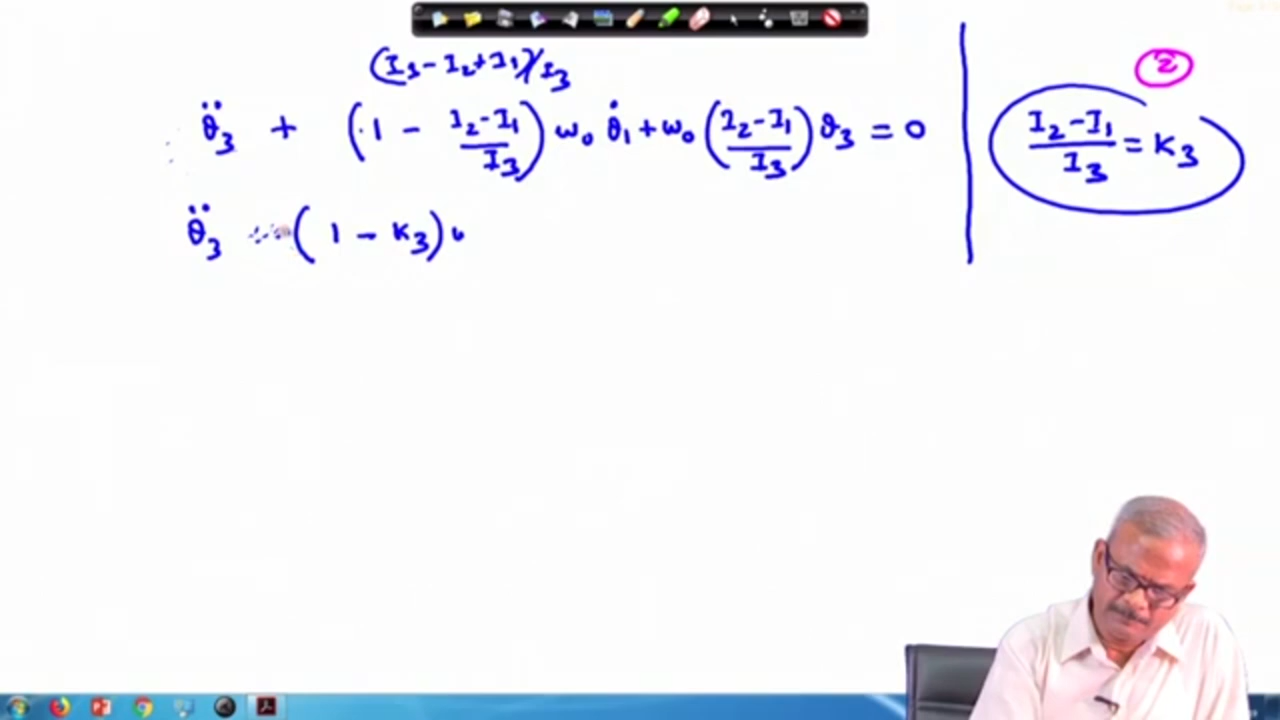 (I₃-I₂+I₁)/I₃
θ̈₃ + (1 - (I₂-I₁)/I₃) ω₀ θ̇₁ + ω₀ ((I₂-I₁)/I₃) θ₃ = 0
θ̈₃ (1 - K₃)
2
(I₂-I₁)/I₃ = K₃